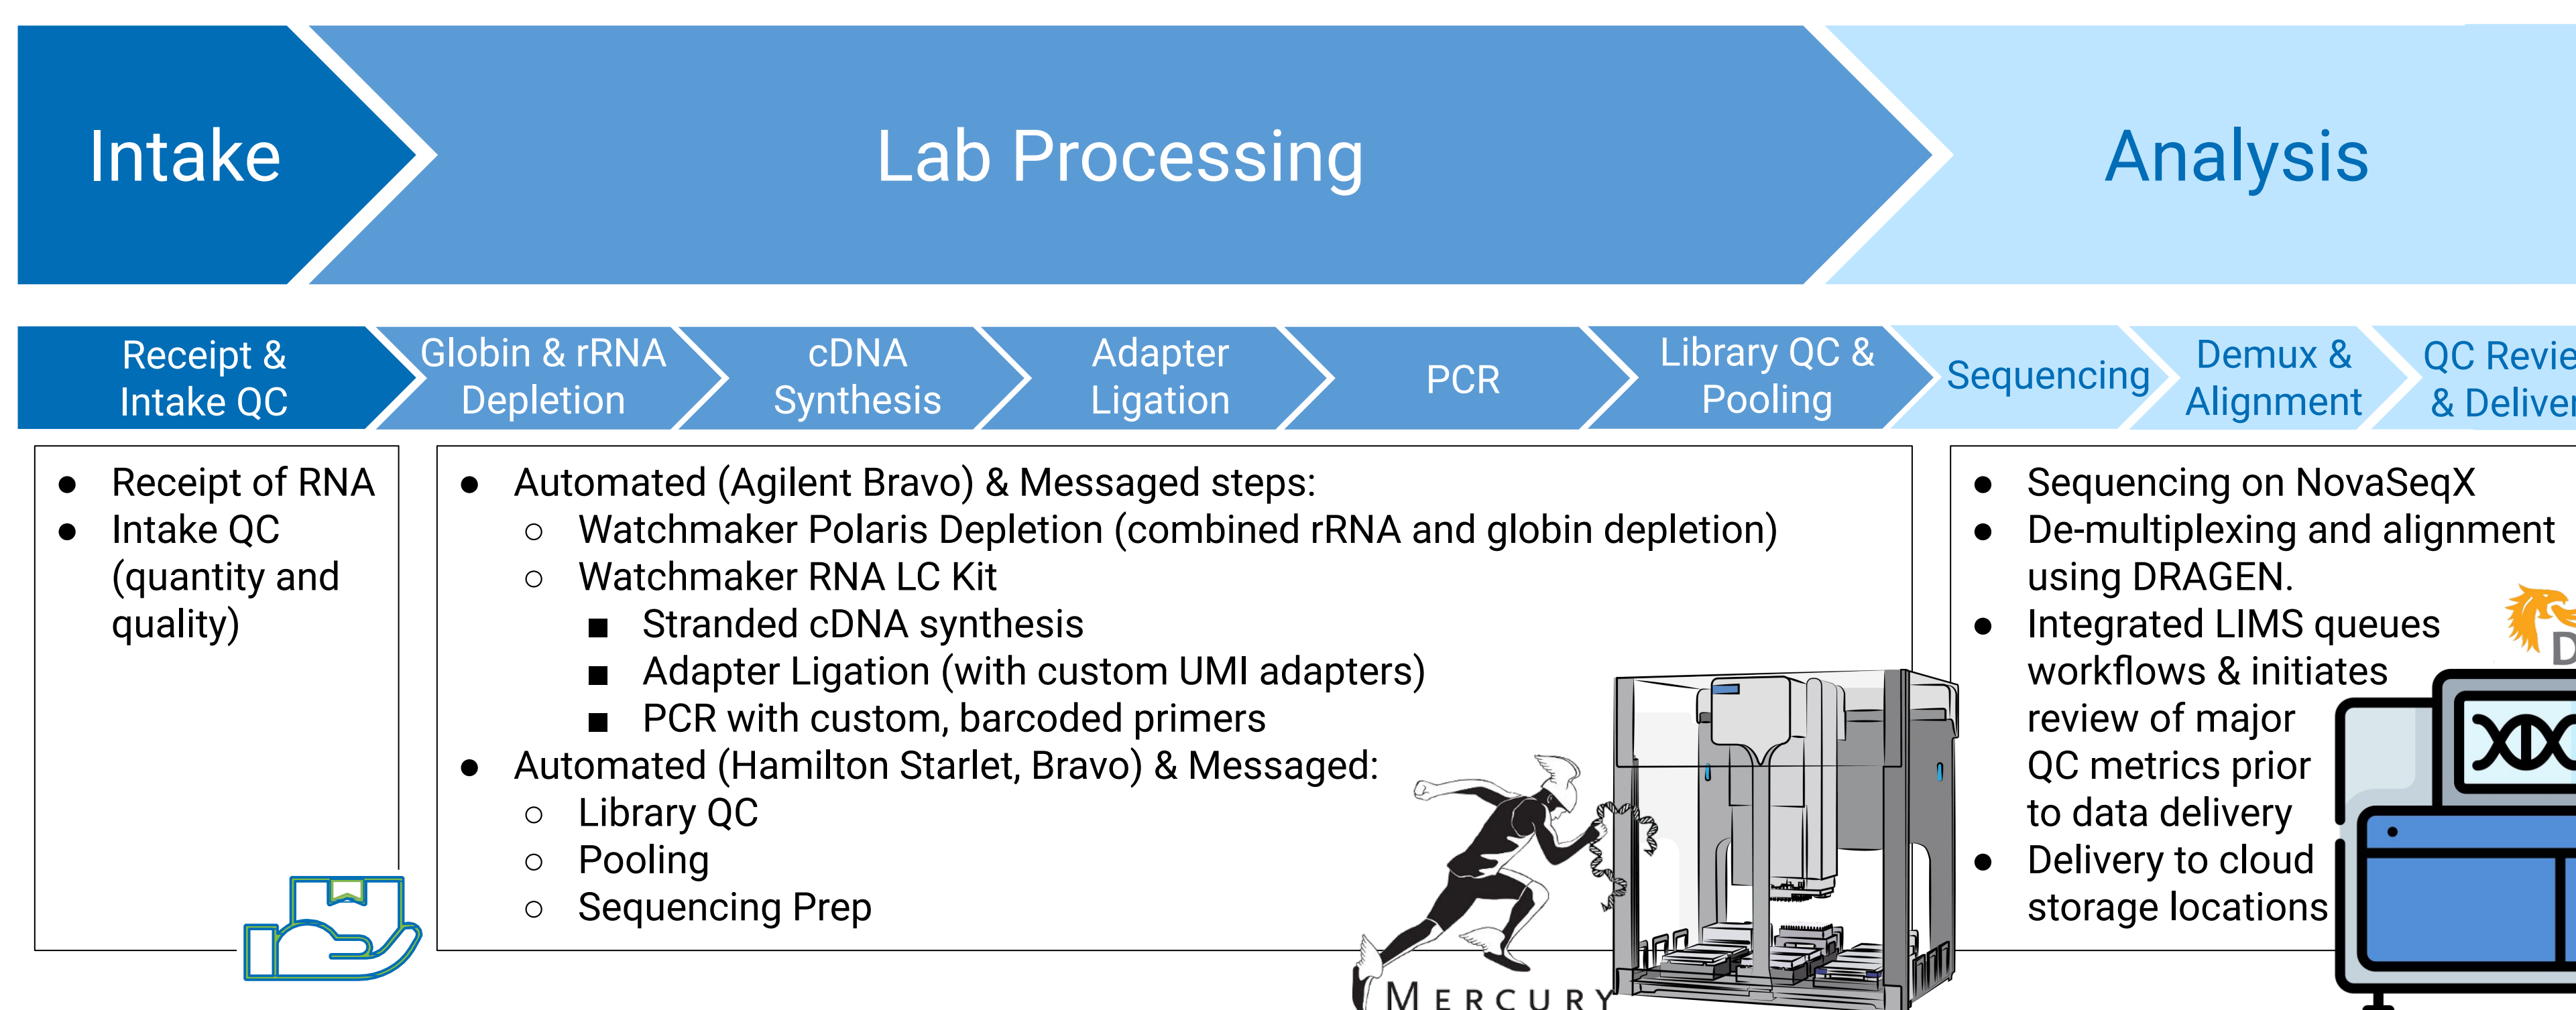 Intake
Lab Processing
Analysis
Receipt &
Intake QC
Globin & rRNA
Depletion
cDNA
Synthesis
Adapter
Ligation
PCR
Library QC &
Pooling
Sequencing
Demux &
Alignment
QC
&
● Receipt of RNA
● Intake QC
(quantity and
quality)
● Automated (Agilent Bravo) & Messaged steps:
○ Watchmaker Polaris Depletion (combined rRNA and globin depletion)
○ Watchmaker RNA LC Kit
■ Stranded cDNA synthesis
■ Adapter Ligation (with custom UMI adapters)
■ PCR with custom, barcoded primers
● Automated (Hamilton Starlet, Bravo) & Messaged:
○ Library QC
○ Pooling
○ Sequencing Prep
MERCURY
● Sequencing on NovaSeqX
● De-multiplexing and alignment
using DRAGEN.
● Integrated LIMS queues
workflows & initiates
review of major
QC metrics prior
to data delivery
● Delivery to cloud
storage locations